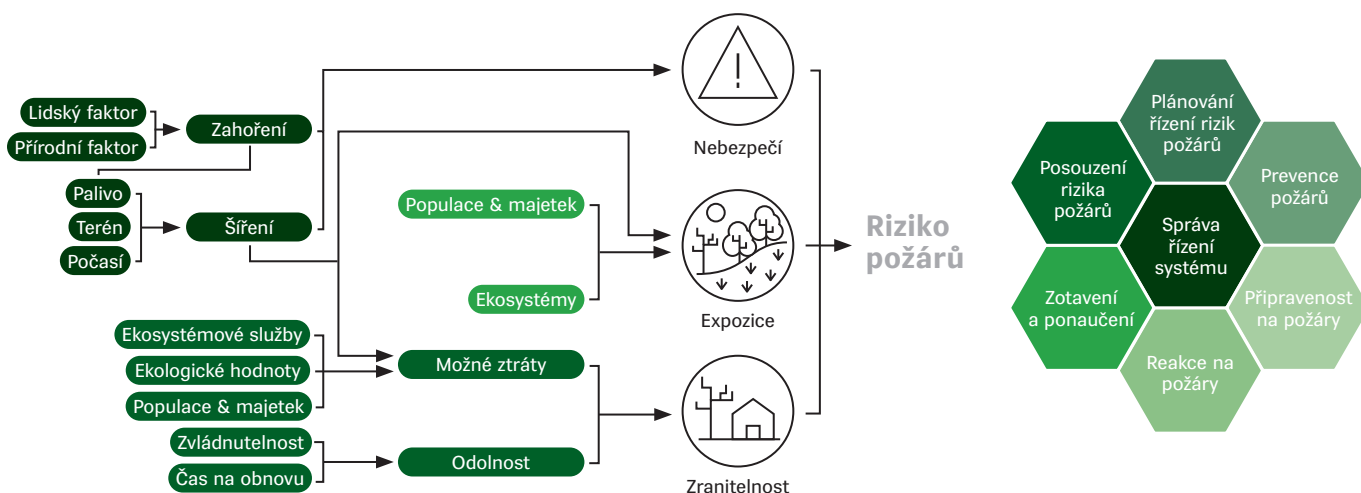 Lidský faktor
Přírodní faktor
Zahoření
Palivo
Terén
Počasí
Šíření
Populace & majetek
Ekosystémy
Ekosystémové služby
Ekologické hodnoty
Populace & majetek
Možné ztráty
Zvládnutelnost
Čas na obnovu
Odolnost
Nebezpečí
Expozice
Zranitelnost
Riziko
požárů
Plánování
řízení rizik
požárů
Posouzení
rizika
požárů
Prevence
požárů
Správa
řízení
systému
Zotavení
a ponaučení
Připravenost
na požáry
Reakce na
požáry